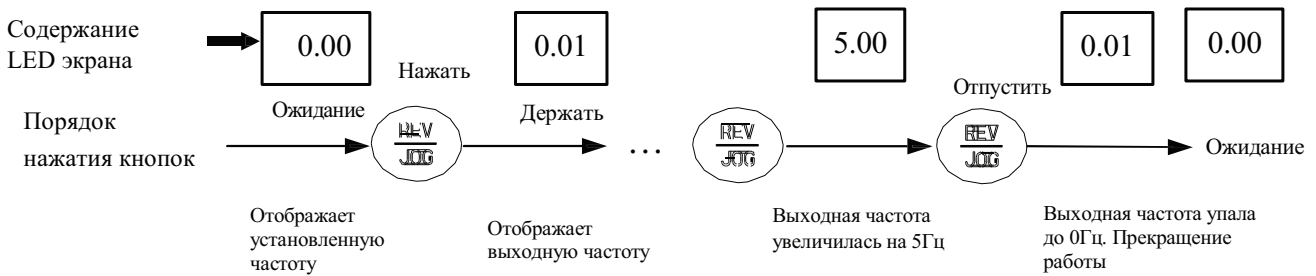 Содержание
LED экрана
0.00
0.01
5.00
0.01
0.00
Нажать
Отпустить
Ожидание
Держать
Порядок
нажатия кнопок
REV
JOG
...
REV
JOG
REV
JOG
Ожидание
Отображает
установленную
частоту
Отображает
выходную частоту
Выходная частота
увеличилась на 5Гц
Выходная частота упала
до 0Гц. Прекращение
работы